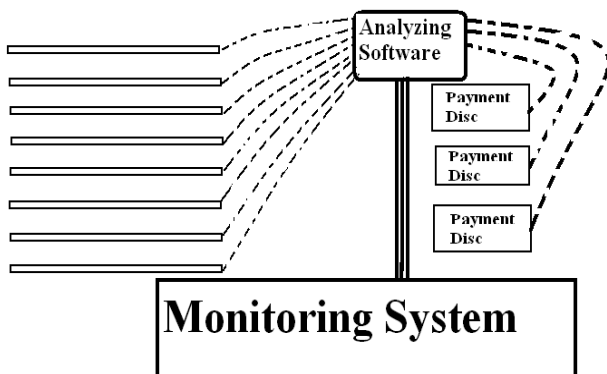 Analyzing
Software
Payment
Disc
Payment
Disc
Payment
Disc
Monitoring System